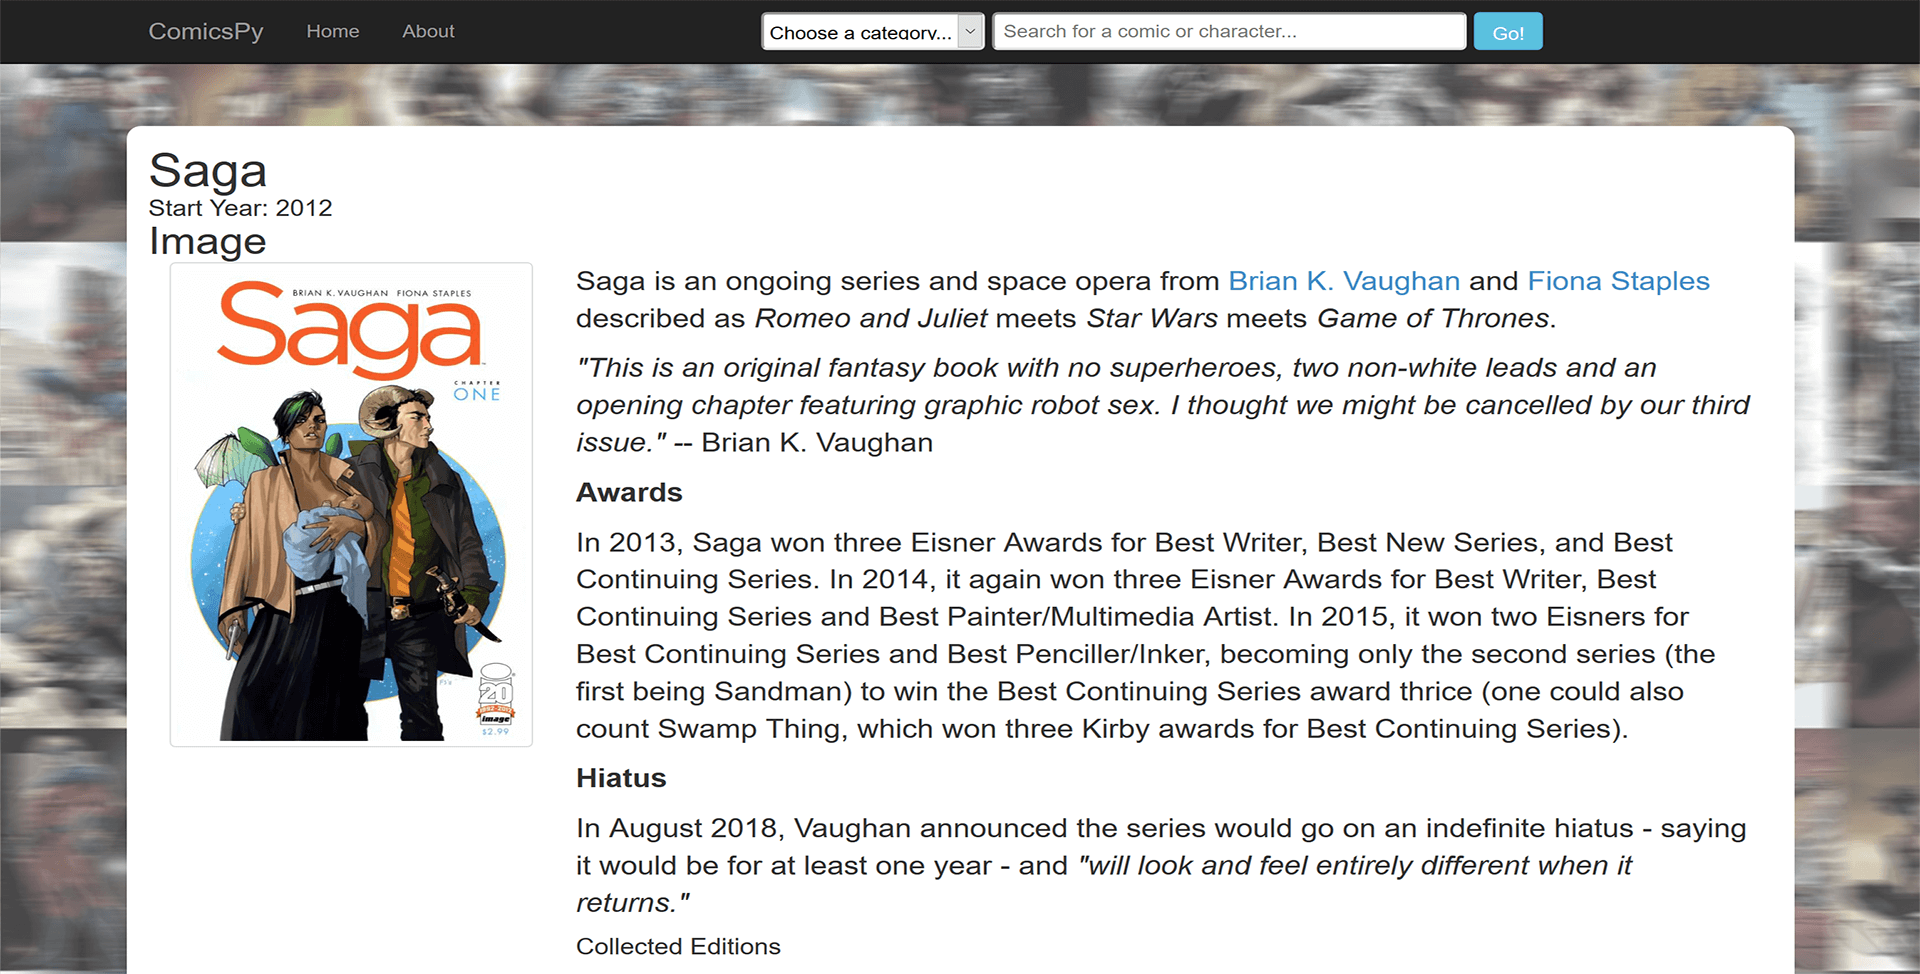 ComicsPy Home About Choose a category... Search for a comic or character... Go!
Saga
Start Year: 2012
Image
BRIAN K. VAUGHAN FIONA STAPLES
Saga
CHAPTER
ONE
20
1992-2012
image
$2.99
Saga is an ongoing series and space opera from Brian K. Vaughan and Fiona Staples
described as Romeo and Juliet meets Star Wars meets Game of Thrones.
"This is an original fantasy book with no superheroes, two non-white leads and an
opening chapter featuring graphic robot sex. I thought we might be cancelled by our third
issue." -- Brian K. Vaughan
Awards
In 2013, Saga won three Eisner Awards for Best Writer, Best New Series, and Best
Continuing Series. In 2014, it again won three Eisner Awards for Best Writer, Best
Continuing Series and Best Painter/Multimedia Artist. In 2015, it won two Eisners for
Best Continuing Series and Best Penciller/Inker, becoming only the second series (the
first being Sandman) to win the Best Continuing Series award thrice (one could also
count Swamp Thing, which won three Kirby awards for Best Continuing Series).
Hiatus
In August 2018, Vaughan announced the series would go on an indefinite hiatus - saying
it would be for at least one year - and "will look and feel entirely different when it
returns."
Collected Editions